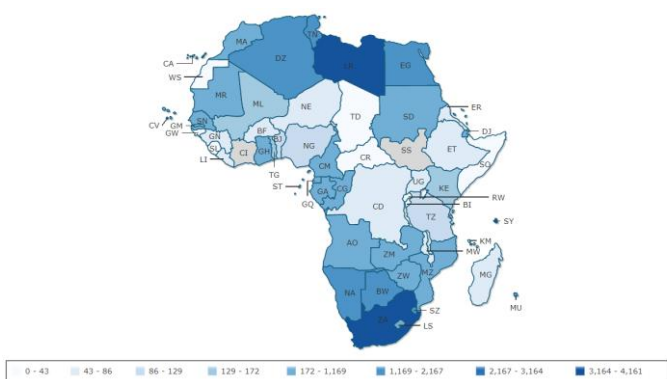 MA
TN
DZ
LR
EG
CA
WS
MR
ML
NE
TD
SD
ER
CV
SN
GM
GW
GN
BF
BJ
DJ
SL
CI
GH
NG
SS
ET
SO
LI
TG
CM
CR
ST
GA
CG
UG
KE
RW
GQ
CD
BI
TZ
SY
AO
KM
ZM
MW
MZ
ZW
MG
NA
BW
MU
SZ
ZA
LS
0 - 43
43 - 86
86 - 129
129 - 172
172 - 1,169
1,169 - 2,167
2,167 - 3,164
3,164 - 4,161